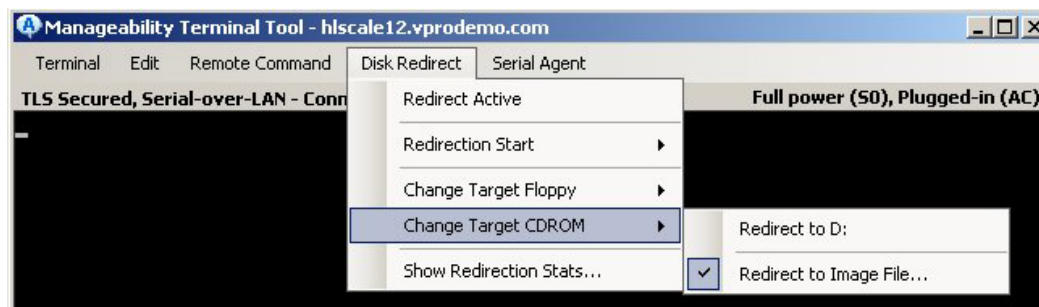 Manageability Terminal Tool - hlscale12.vprodemo.com
Terminal Edit Remote Command Disk Redirect Serial Agent
TLS Secured, Serial-over-LAN - Conn Full power (S0), Plugged-in (AC)
Redirect Active
Redirection Start
Change Target Floppy
Change Target CDROM
Redirect to D:
Show Redirection Stats...
Redirect to Image File...